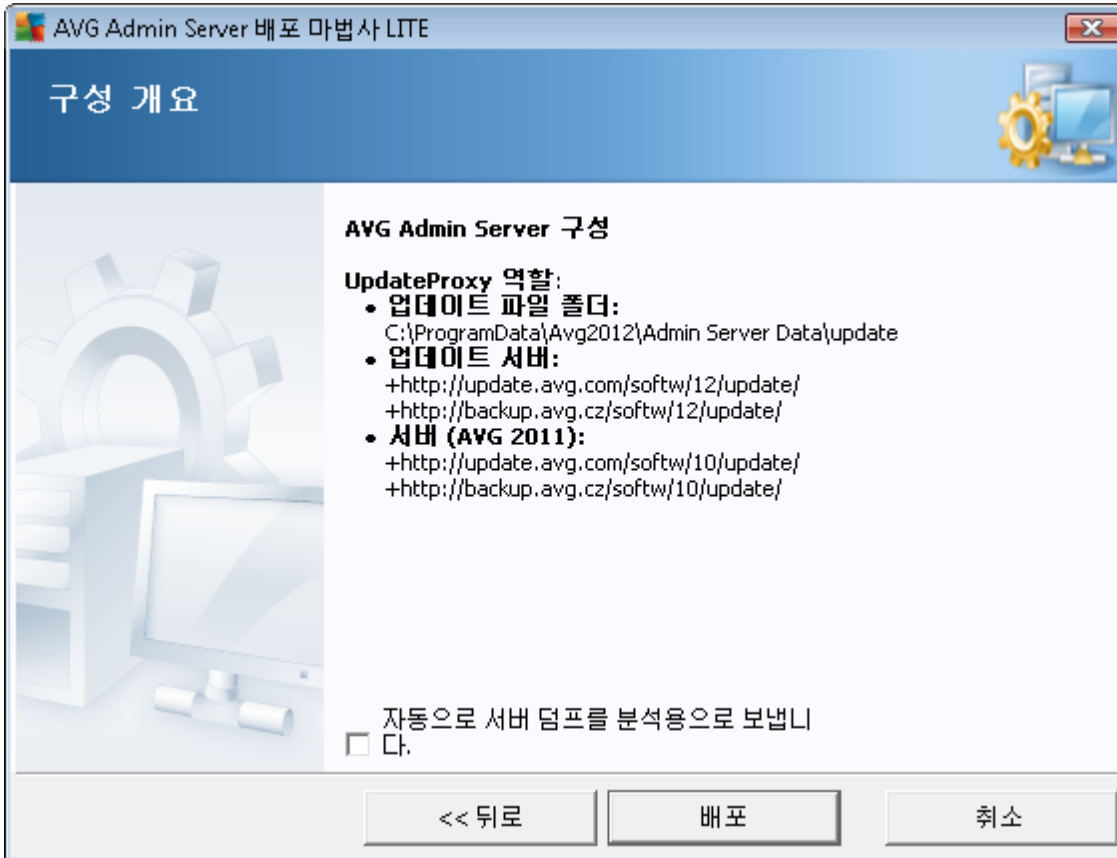 AVG Admin Server 배포 마법사 LITE
구성 개요
AVG Admin Server 구성
UpdateProxy 역할:
• 업데이트 파일 폴더:
C:\ProgramData\Avg2012\Admin Server Data\update
• 업데이트 서버:
+http://update.avg.com/softw/12/update/
+http://backup.avg.cz/softw/12/update/
• 서버 (AVG 2011):
+http://update.avg.com/softw/10/update/
+http://backup.avg.cz/softw/10/update/
자동으로 서버 덤프를 분석용으로 보냅니
다.
<< 뒤로
배포
취소